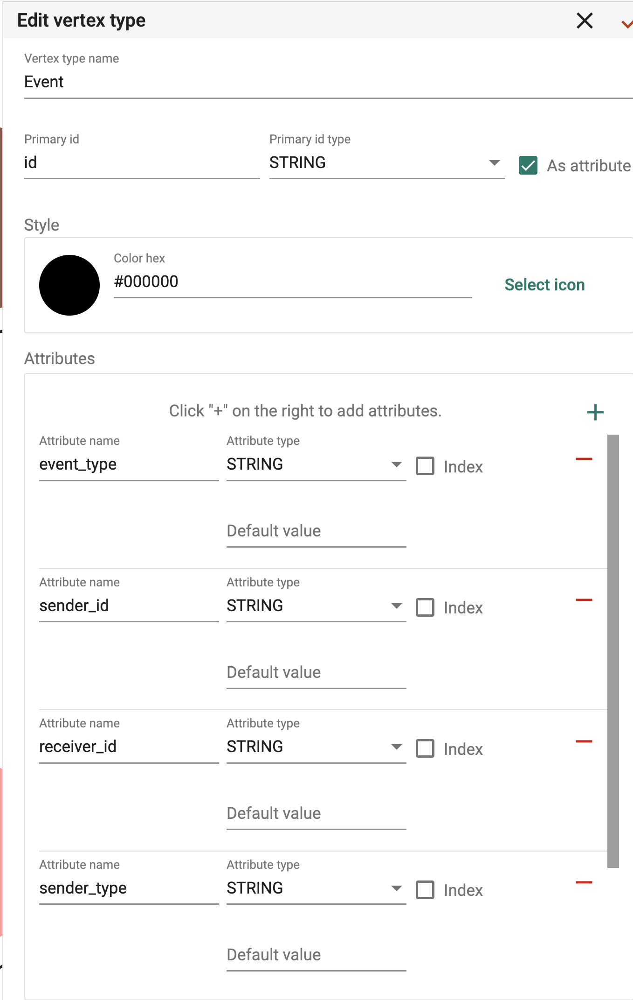 Edit vertex type
Vertex type name
Event
Primary id
id
Primary id type
STRING
As attribute
Style
Color hex
#000000
Select icon
Attributes
Click "+" on the right to add attributes.
Attribute name
event_type
Attribute type
STRING
Index
Default value
Attribute name
sender_id
Attribute type
STRING
Index
Default value
Attribute name
receiver_id
Attribute type
STRING
Index
Default value
Attribute name
sender_type
Attribute type
STRING
Index
Default value